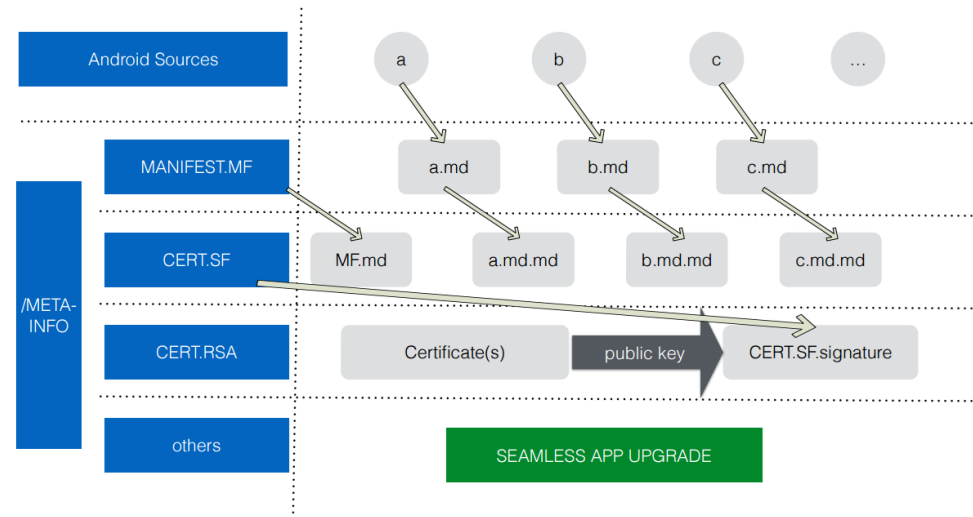 Android Sources
a
b
c
...
MANIFEST.MF
a.md
b.md
c.md
/META-
INFO
CERT.SF
MF.md
a.md.md
b.md.md
c.md.md
CERT.RSA
Certificate(s)
public key
CERT.SF.signature
others
SEAMLESS APP UPGRADE